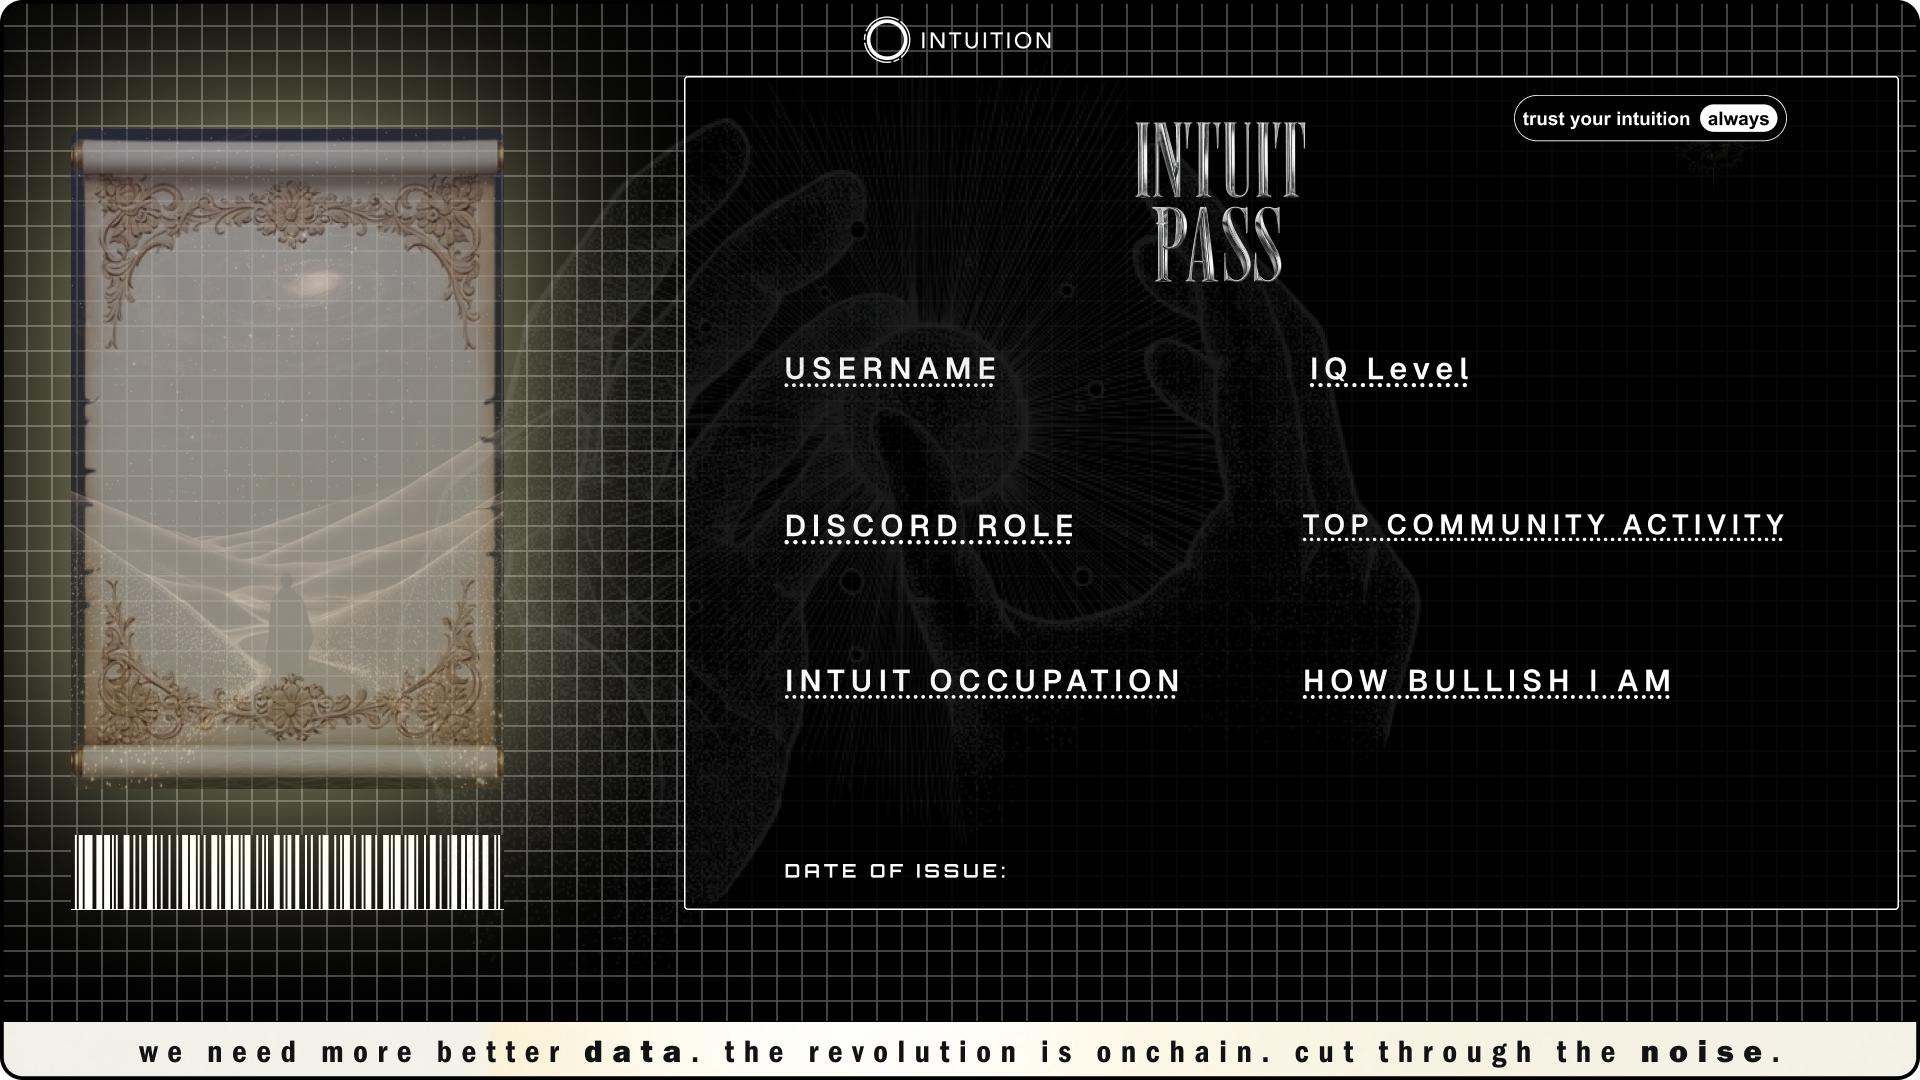 INTUITION
trust your intuition always
INTUIT
PASS
USERNAME
IQ Level
DISCORD ROLE
TOP COMMUNITY ACTIVITY
INTUIT OCCUPATION
HOW BULLISH I AM
DATE OF ISSUE:
we need more better data. the revolution is onchain. cut through the noise.